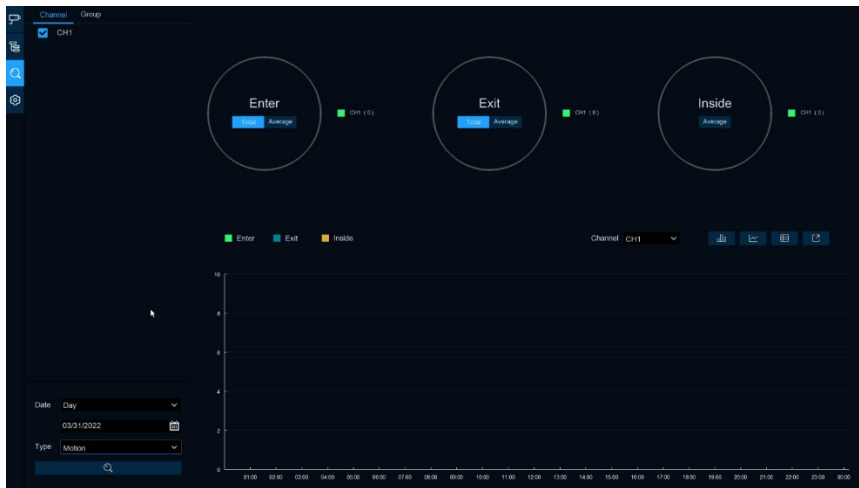 Channel Group
CH1
Enter
Total Average
CH1 (0)
Exit
Total Average
CH1 (0)
Inside
Average
CH1 (0)
Enter Exit Inside
Channel CH1
10
8
6
4
2
0
01:00 02:00 03:00 04:00 05:00 06:00 07:00 08:00 09:00 10:00 11:00 12:00 13:00 14:00 15:00 16:00 17:00 18:00 19:00 20:00 21:00 22:00 23:00 00:00
Date Day
03/31/2022
Type Motion